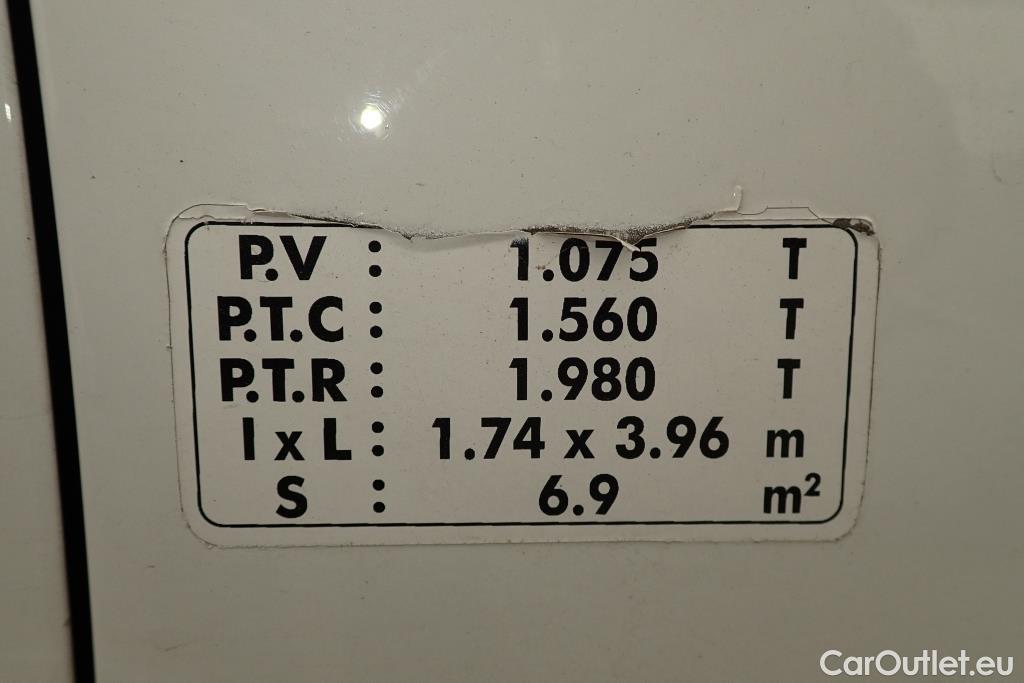 P.V : 1.075 T
P.T.C : 1.560 T
P.T.R : 1.980 T
l x L : 1.74 x 3.96 m
S : 6.9 m²
CarOutlet.eu